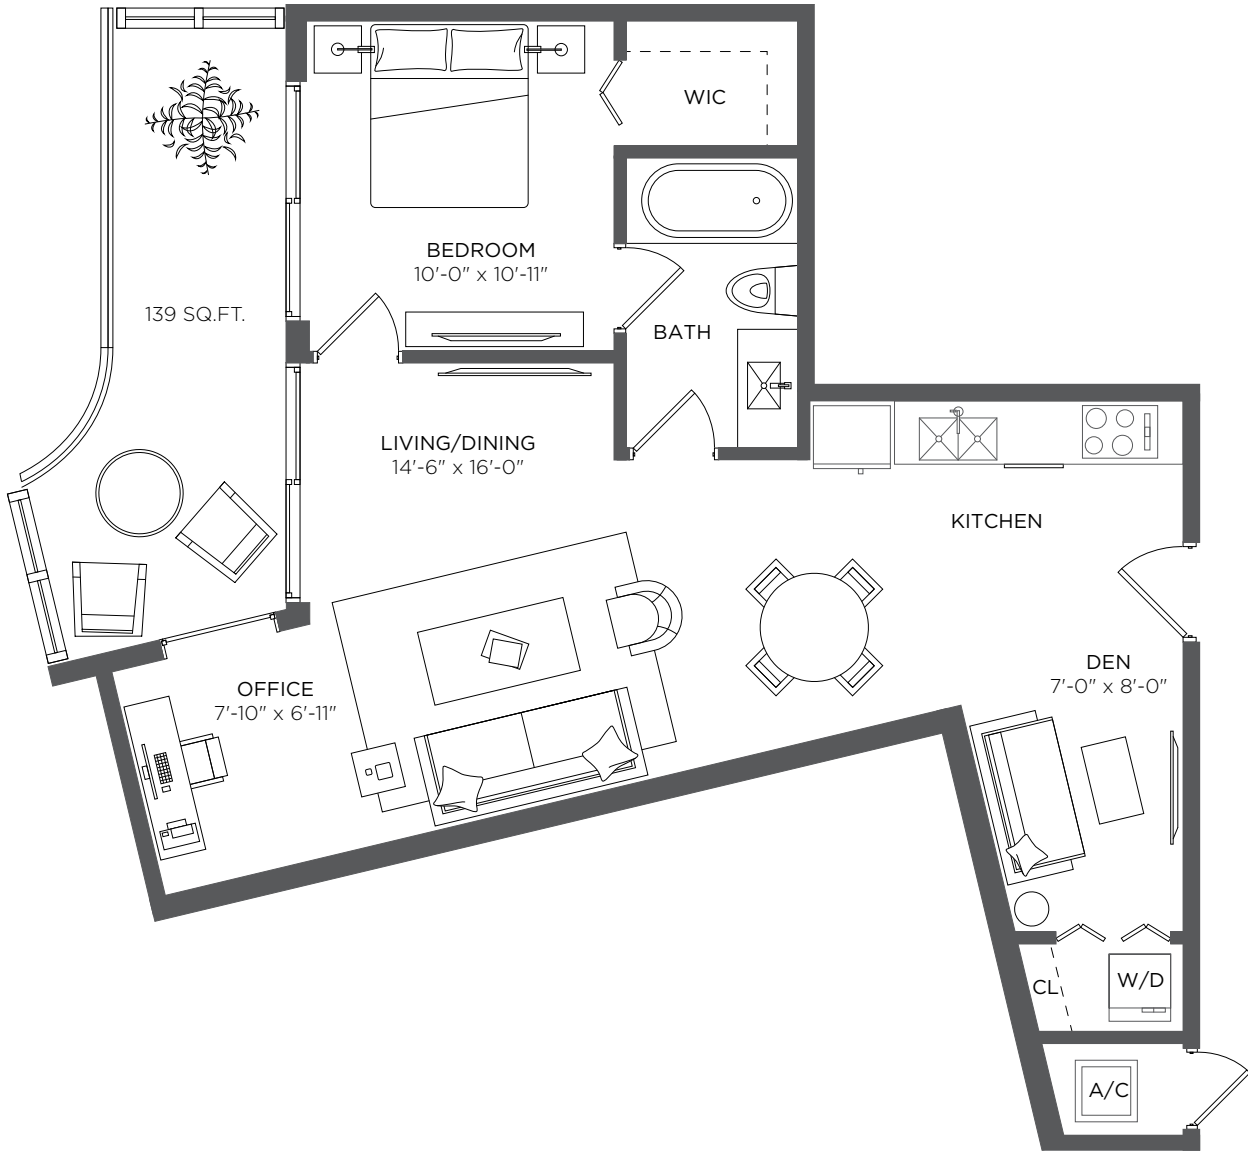 WIC
BEDROOM
10'-0" x 10'-11"
139 SQ.FT.
BATH
LIVING/DINING
14'-6" x 16'-0"
KITCHEN
DEN
7'-0" x 8'-0"
OFFICE
7'-10" x 6'-11"
CL
W/D
A/C